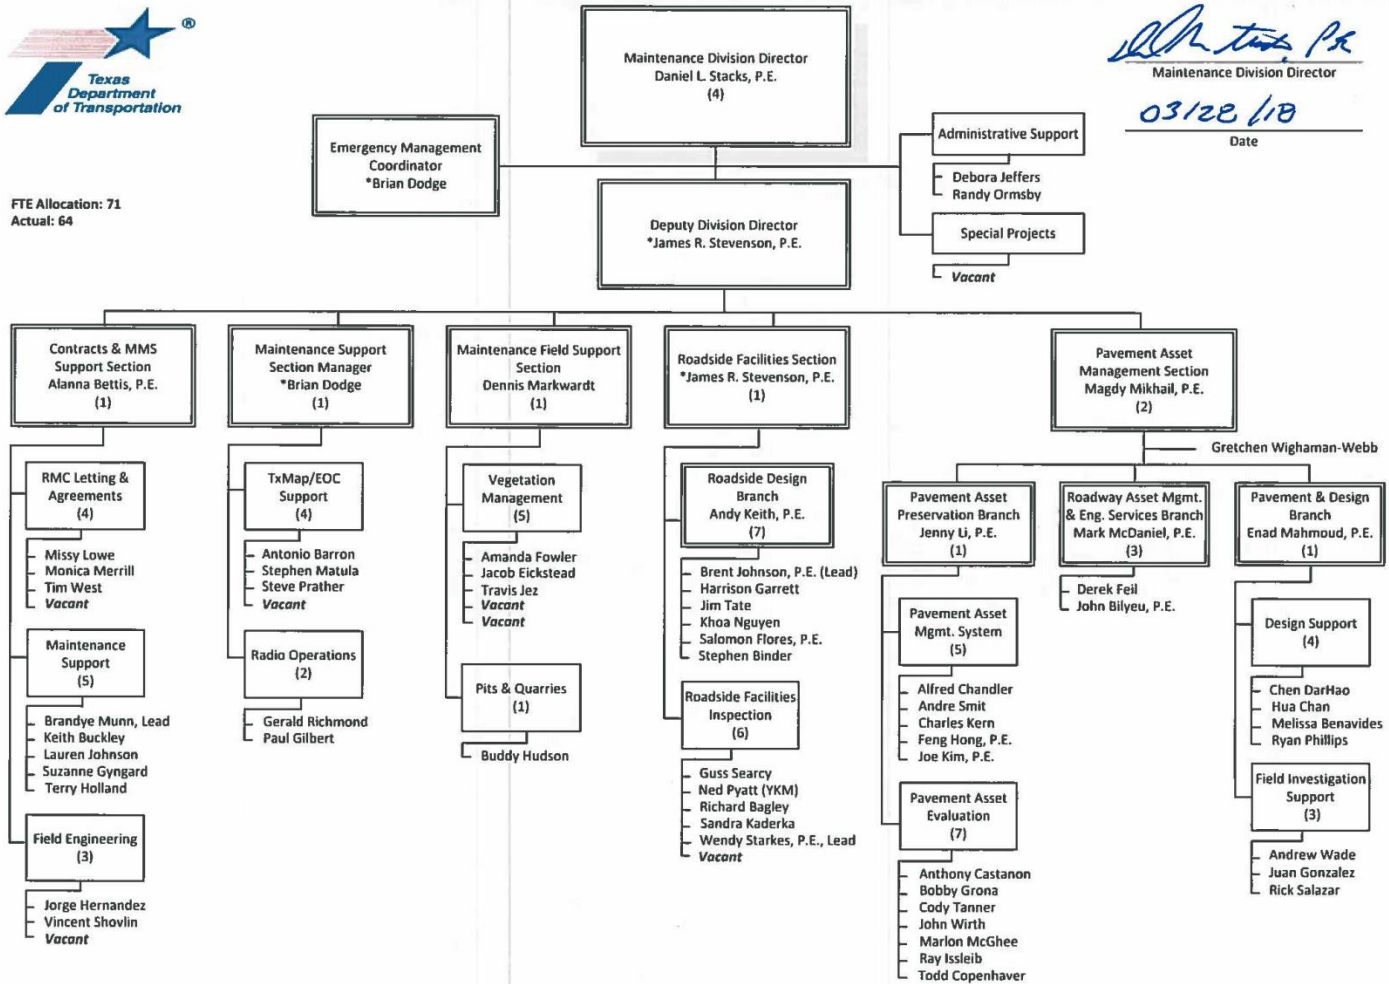 ®
Texas
Department
of Transportation
Maintenance Division Director
Daniel L. Stacks, P.E.
(4)
Maintenance Division Director
03/28/18
Date
FTE Allocation: 71
Actual: 64
Emergency Management
Coordinator
*Brian Dodge
Administrative Support
Debora Jeffers
Randy Ormsby
Deputy Division Director
*James R. Stevenson, P.E.
Special Projects
Vacant
Contracts & MMS
Support Section
Alanna Bettis, P.E.
(1)
RMC Letting &
Agreements
(4)
Missy Lowe
Monica Merrill
Tim West
Vacant
Maintenance
Support
(5)
Brandye Munn, Lead
Keith Buckley
Lauren Johnson
Suzanne Gyngard
Terry Holland
Field Engineering
(3)
Jorge Hernandez
Vincent Shovlin
Vacant
Maintenance Support
Section Manager
*Brian Dodge
(1)
TxMap/EOC
Support
(4)
Antonio Barron
Stephen Matula
Steve Prather
Vacant
Radio Operations
(2)
Gerald Richmond
Paul Gilbert
Maintenance Field Support
Section
Dennis Markwardt
(1)
Vegetation
Management
(5)
Amanda Fowler
Jacob Eickstead
Travis Jez
Vacant
Vacant
Pits & Quarries
(1)
Buddy Hudson
Roadside Facilities Section
*James R. Stevenson, P.E.
(1)
Roadside Design
Branch
Andy Keith, P.E.
(7)
Brent Johnson, P.E. (Lead)
Harrison Garrett
Jim Tate
Khoa Nguyen
Salomon Flores, P.E.
Stephen Binder
Roadside Facilities
Inspection
(6)
Guss Searcy
Ned Pyatt (YKM)
Richard Bagley
Sandra Kaderka
Wendy Starkes, P.E., Lead
Vacant
Pavement Asset
Management Section
Magdy Mikhail, P.E.
(2)
Gretchen Wighaman-Webb
Pavement Asset
Preservation Branch
Jenny Li, P.E.
(1)
Pavement Asset
Mgmt. System
(5)
Alfred Chandler
Andre Smit
Charles Kern
Feng Hong, P.E.
Joe Kim, P.E.
Pavement Asset
Evaluation
(7)
Anthony Castanon
Bobby Grona
Cody Tanner
John Wirth
Marlon McGhee
Ray Issleib
Todd Copenhaver
Roadway Asset Mgmt.
& Eng. Services Branch
Mark McDaniel, P.E.
(3)
Derek Feil
John Bilyeu, P.E.
Pavement & Design
Branch
Enad Mahmoud, P.E.
(1)
Design Support
(4)
Chen DarHao
Hua Chan
Melissa Benavides
Ryan Phillips
Field Investigation
Support
(3)
Andrew Wade
Juan Gonzalez
Rick Salazar